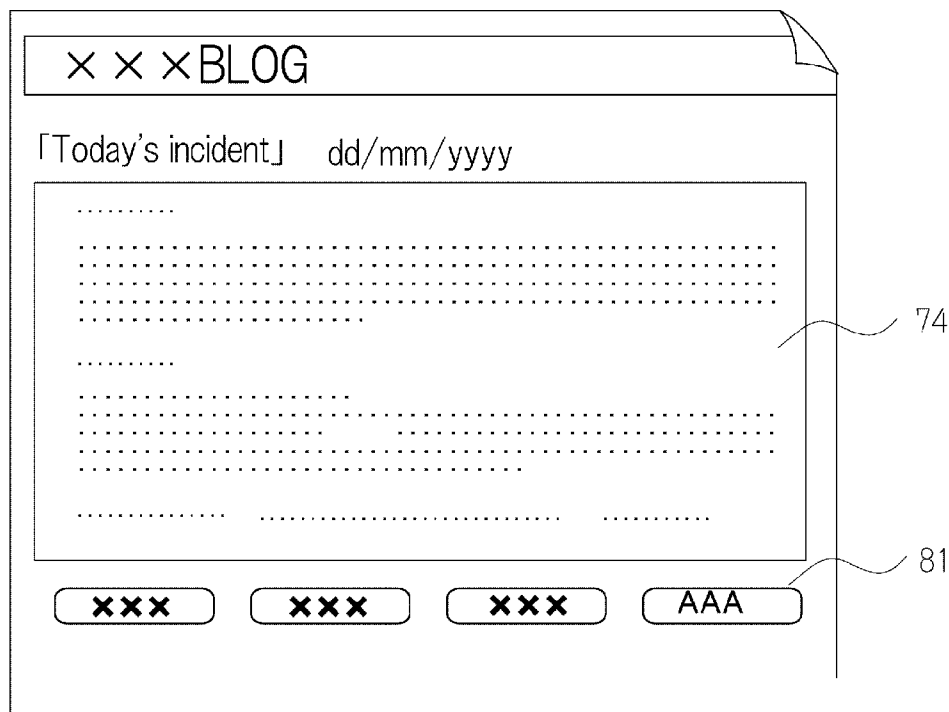 ×××BLOG
「Today's incident」 dd/mm/yyyy
74
81
××× ××× ××× AAA